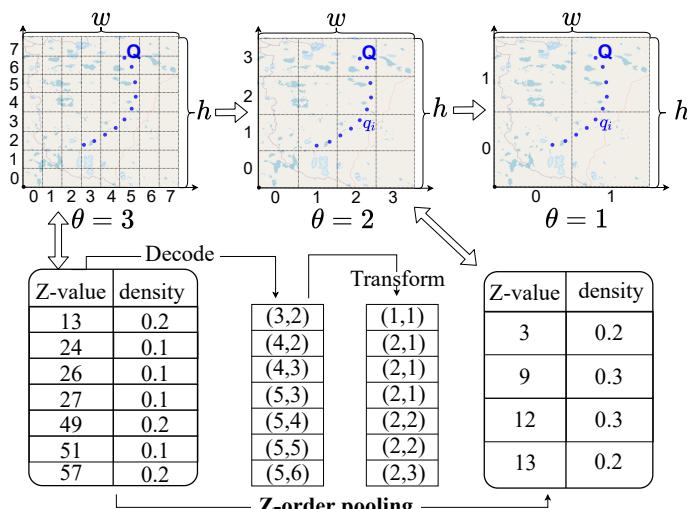 w w w
7 Q 3 Q Q
6
5 1
2
4 h h h
3 1 q_i q_i
2 0
1 0
0
0 1 2 3 4 5 6 7 0 1 2 3 0 1
θ = 3 θ = 2 θ = 1
Decode
Transform
Z-value density
13 0.2
24 0.1
26 0.1
27 0.1
49 0.2
51 0.1
57 0.2
(3,2)
(4,2)
(4,3)
(5,3)
(5,4)
(5,5)
(5,6)
(1,1)
(2,1)
(2,1)
(2,1)
(2,2)
(2,2)
(2,3)
Z-value density
3 0.2
9 0.3
12 0.3
13 0.2
Z-order pooling